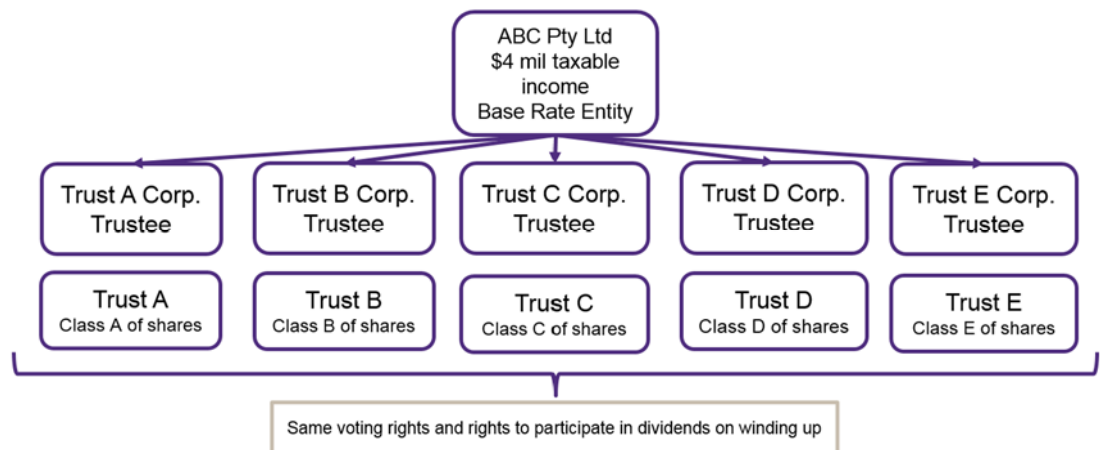 ABC Pty Ltd
$4 mil taxable
income
Base Rate Entity
Trust A Corp.
Trustee
Trust B Corp.
Trustee
Trust C Corp.
Trustee
Trust D Corp.
Trustee
Trust E Corp.
Trustee
Trust A
Class A of shares
Trust B
Class B of shares
Trust C
Class C of shares
Trust D
Class D of shares
Trust E
Class E of shares
Same voting rights and rights to participate in dividends on winding up